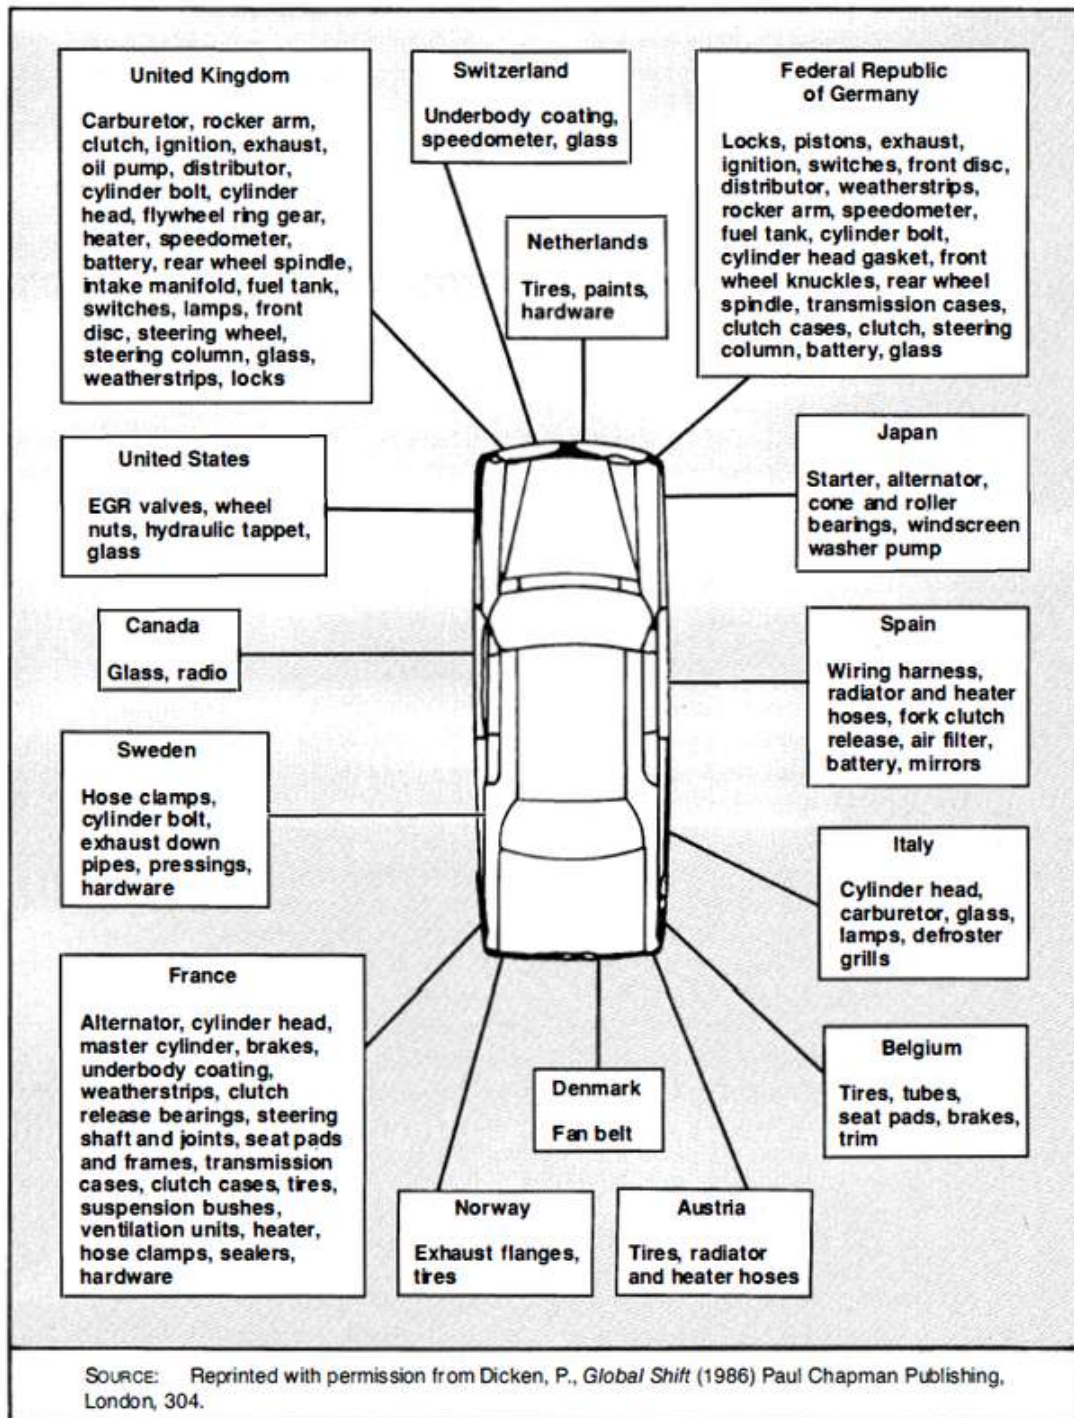 United Kingdom
Carburetor, rocker arm,
clutch, ignition, exhaust,
oil pump, distributor,
cylinder bolt, cylinder
head, flywheel ring gear,
heater, speedometer,
battery, rear wheel spindle,
intake manifold, fuel tank,
switches, lamps, front
disc, steering wheel,
steering column, glass,
weatherstrips, locks
Switzerland
Underbody coating,
speedometer, glass
Federal Republic
of Germany
Locks, pistons, exhaust,
ignition, switches, front disc,
distributor, weatherstrips,
rocker arm, speedometer,
fuel tank, cylinder bolt,
cylinder head gasket, front
wheel knuckles, rear wheel
spindle, transmission cases,
clutch cases, clutch, steering
column, battery, glass
Netherlands
Tires, paints,
hardware
United States
EGR valves, wheel
nuts, hydraulic tappet,
glass
Japan
Starter, alternator,
cone and roller
bearings, windscreen
washer pump
Canada
Glass, radio
Spain
Wiring harness,
radiator and heater
hoses, fork clutch
release, air filter,
battery, mirrors
Sweden
Hose clamps,
cylinder bolt,
exhaust down
pipes, pressings,
hardware
Italy
Cylinder head,
carburetor, glass,
lamps, defroster
grills
France
Alternator, cylinder head,
master cylinder, brakes,
underbody coating,
weatherstrips, clutch
release bearings, steering
shaft and joints, seat pads
and frames, transmission
cases, clutch cases, tires,
suspension bushes,
ventilation units, heater,
hose clamps, sealers,
hardware
Belgium
Tires, tubes,
seat pads, brakes,
trim
Denmark
Fan belt
Norway
Exhaust flanges,
tires
Austria
Tires, radiator
and heater hoses
SOURCE: Reprinted with permission from Dicken, P., Global Shift (1986) Paul Chapman Publishing,
London, 304.